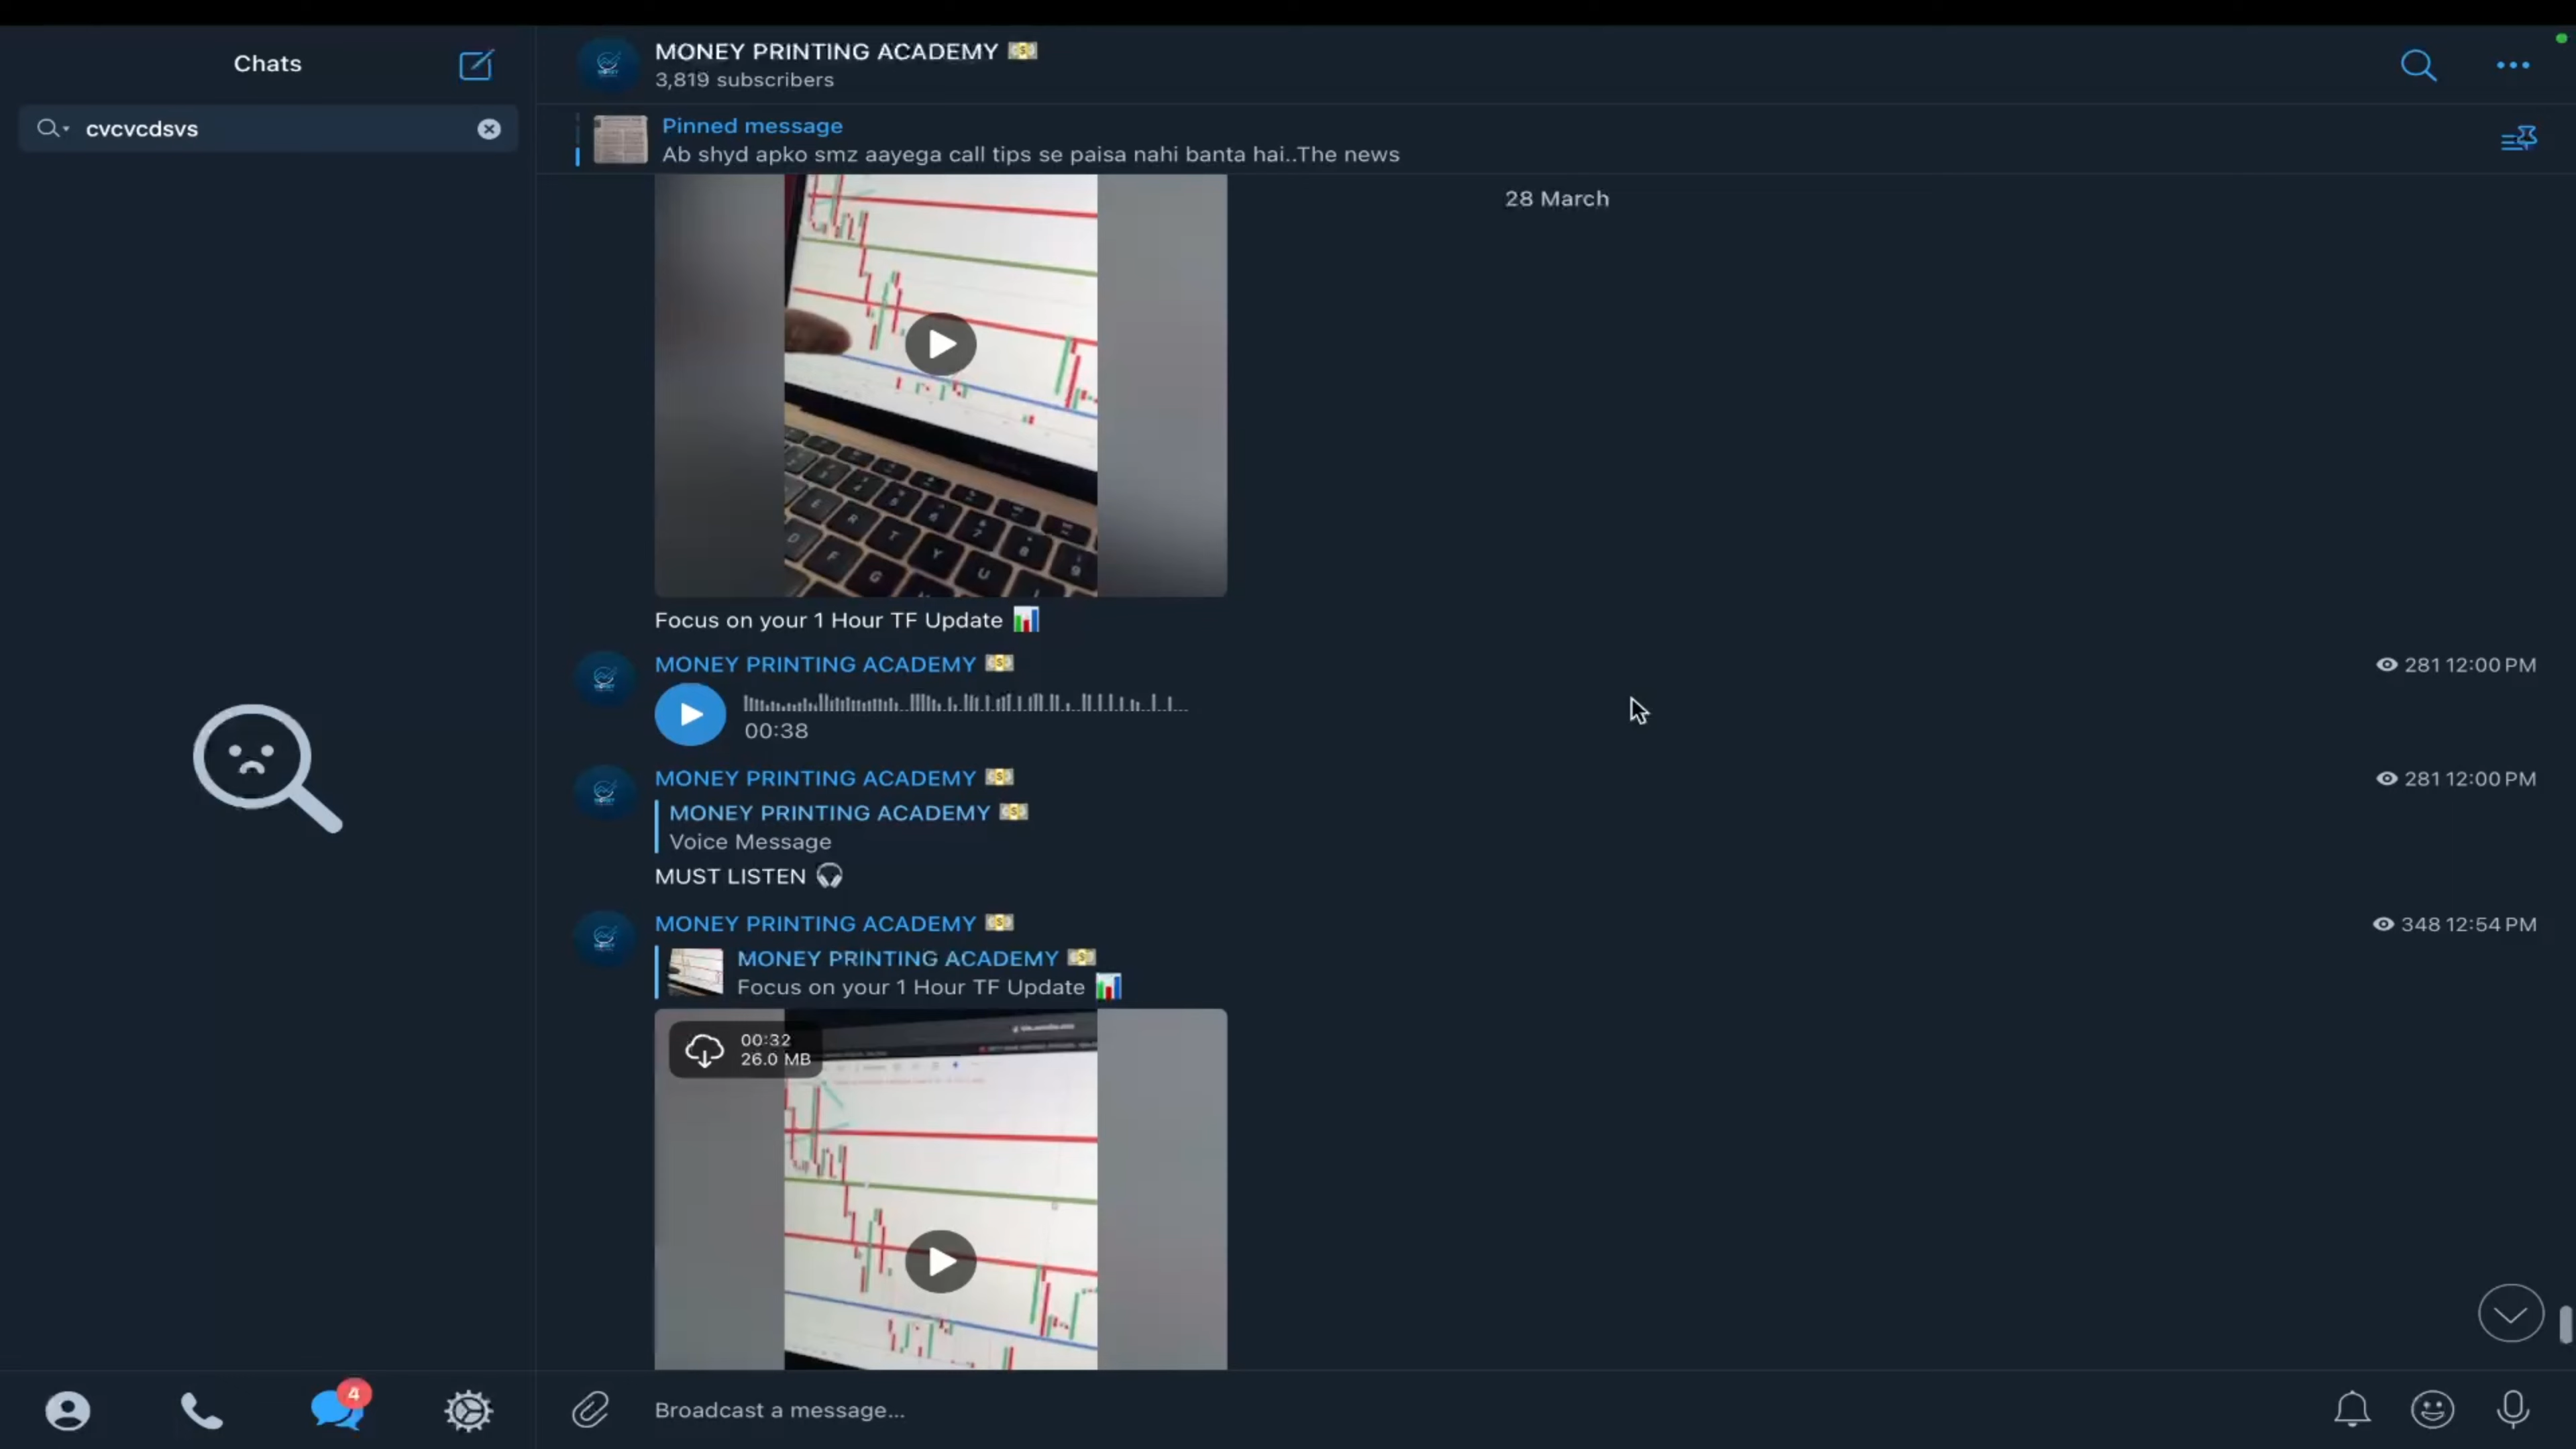 Chats
cvcvcdsvs
MONEY PRINTING ACADEMY 💵
3,819 subscribers
Pinned message
Ab shyd apko smz aayega call tips se paisa nahi banta hai..The news
28 March
Focus on your 1 Hour TF Update 📊
MONEY PRINTING ACADEMY 💵
281 12:00 PM
00:38
MONEY PRINTING ACADEMY 💵
281 12:00 PM
MONEY PRINTING ACADEMY 💵
Voice Message
MUST LISTEN 🎧
MONEY PRINTING ACADEMY 💵
348 12:54 PM
MONEY PRINTING ACADEMY 💵
Focus on your 1 Hour TF Update 📊
00:32
26.0 MB
4
Broadcast a message...